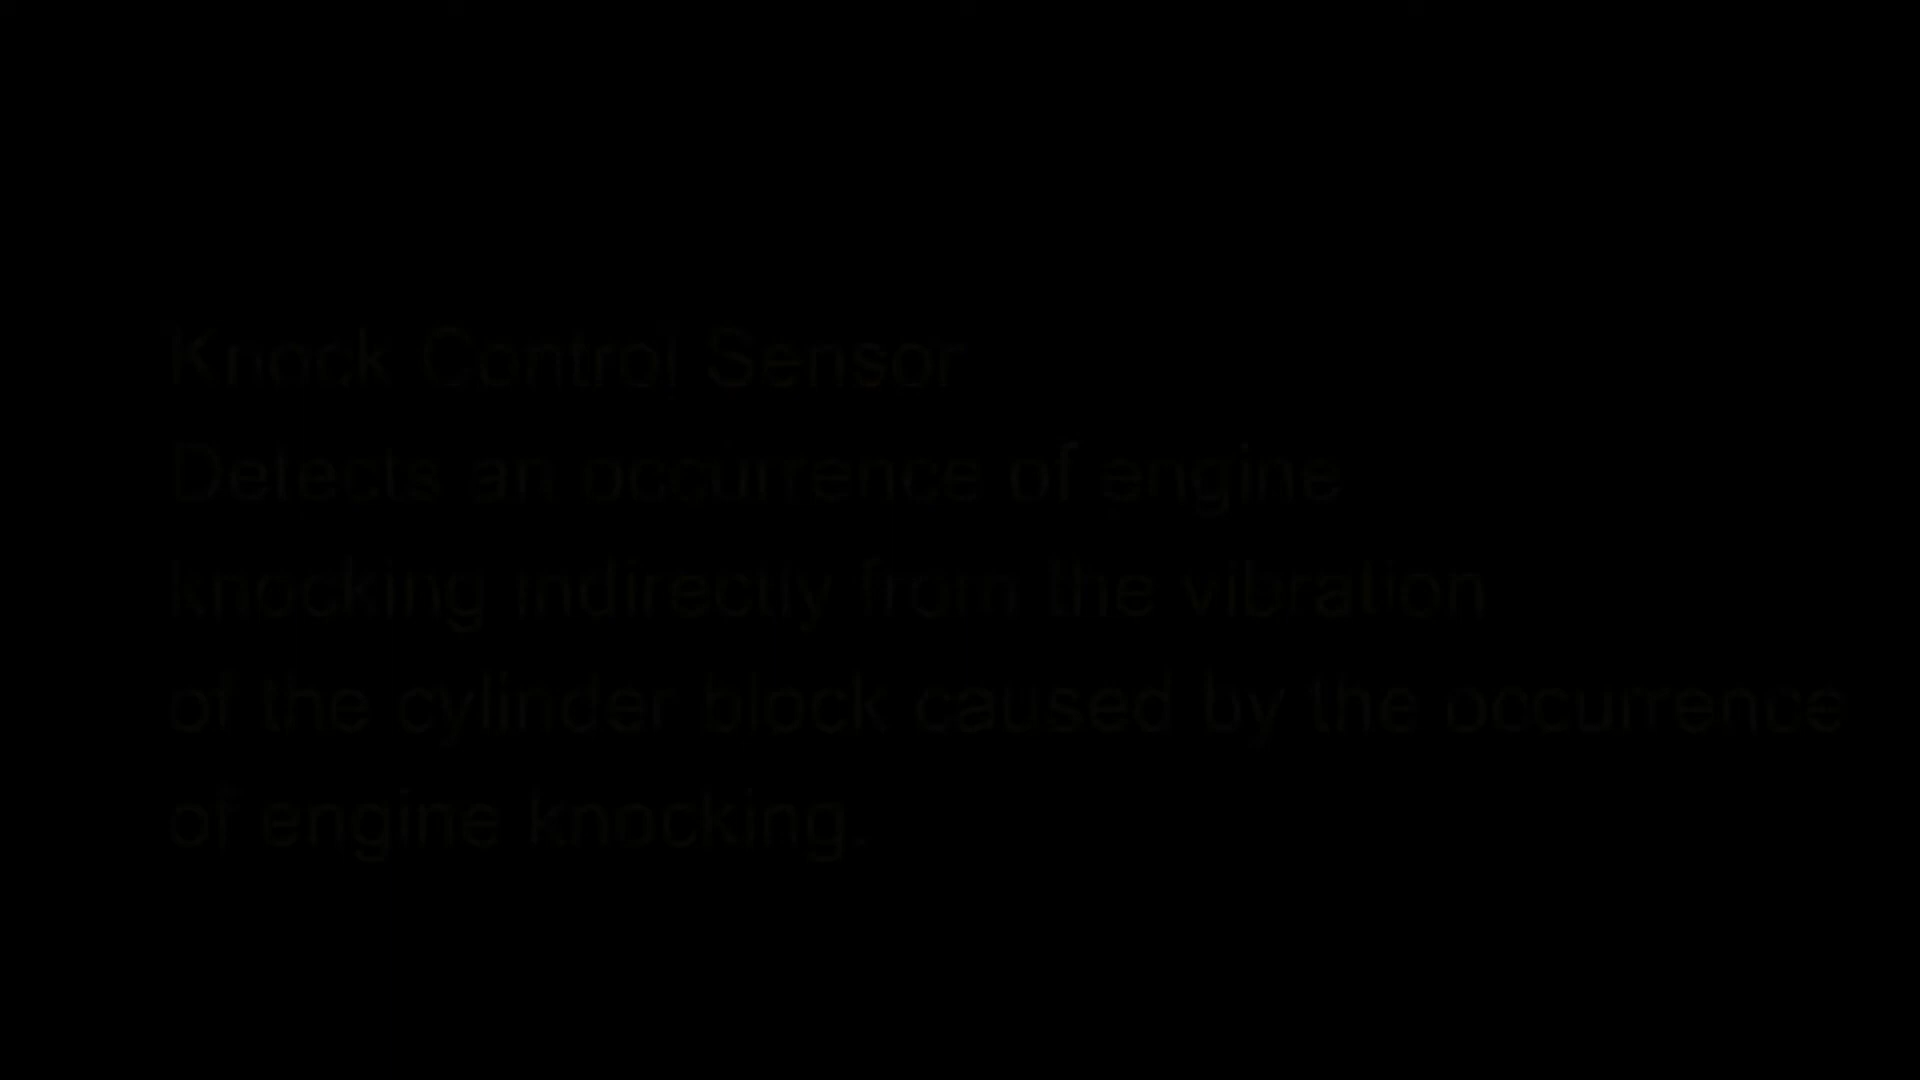 Knock Control Sensor
Detects an occurrence of engine
knocking indirectly from the vibration
of the cylinder block caused by the occurrence
of engine knocking.